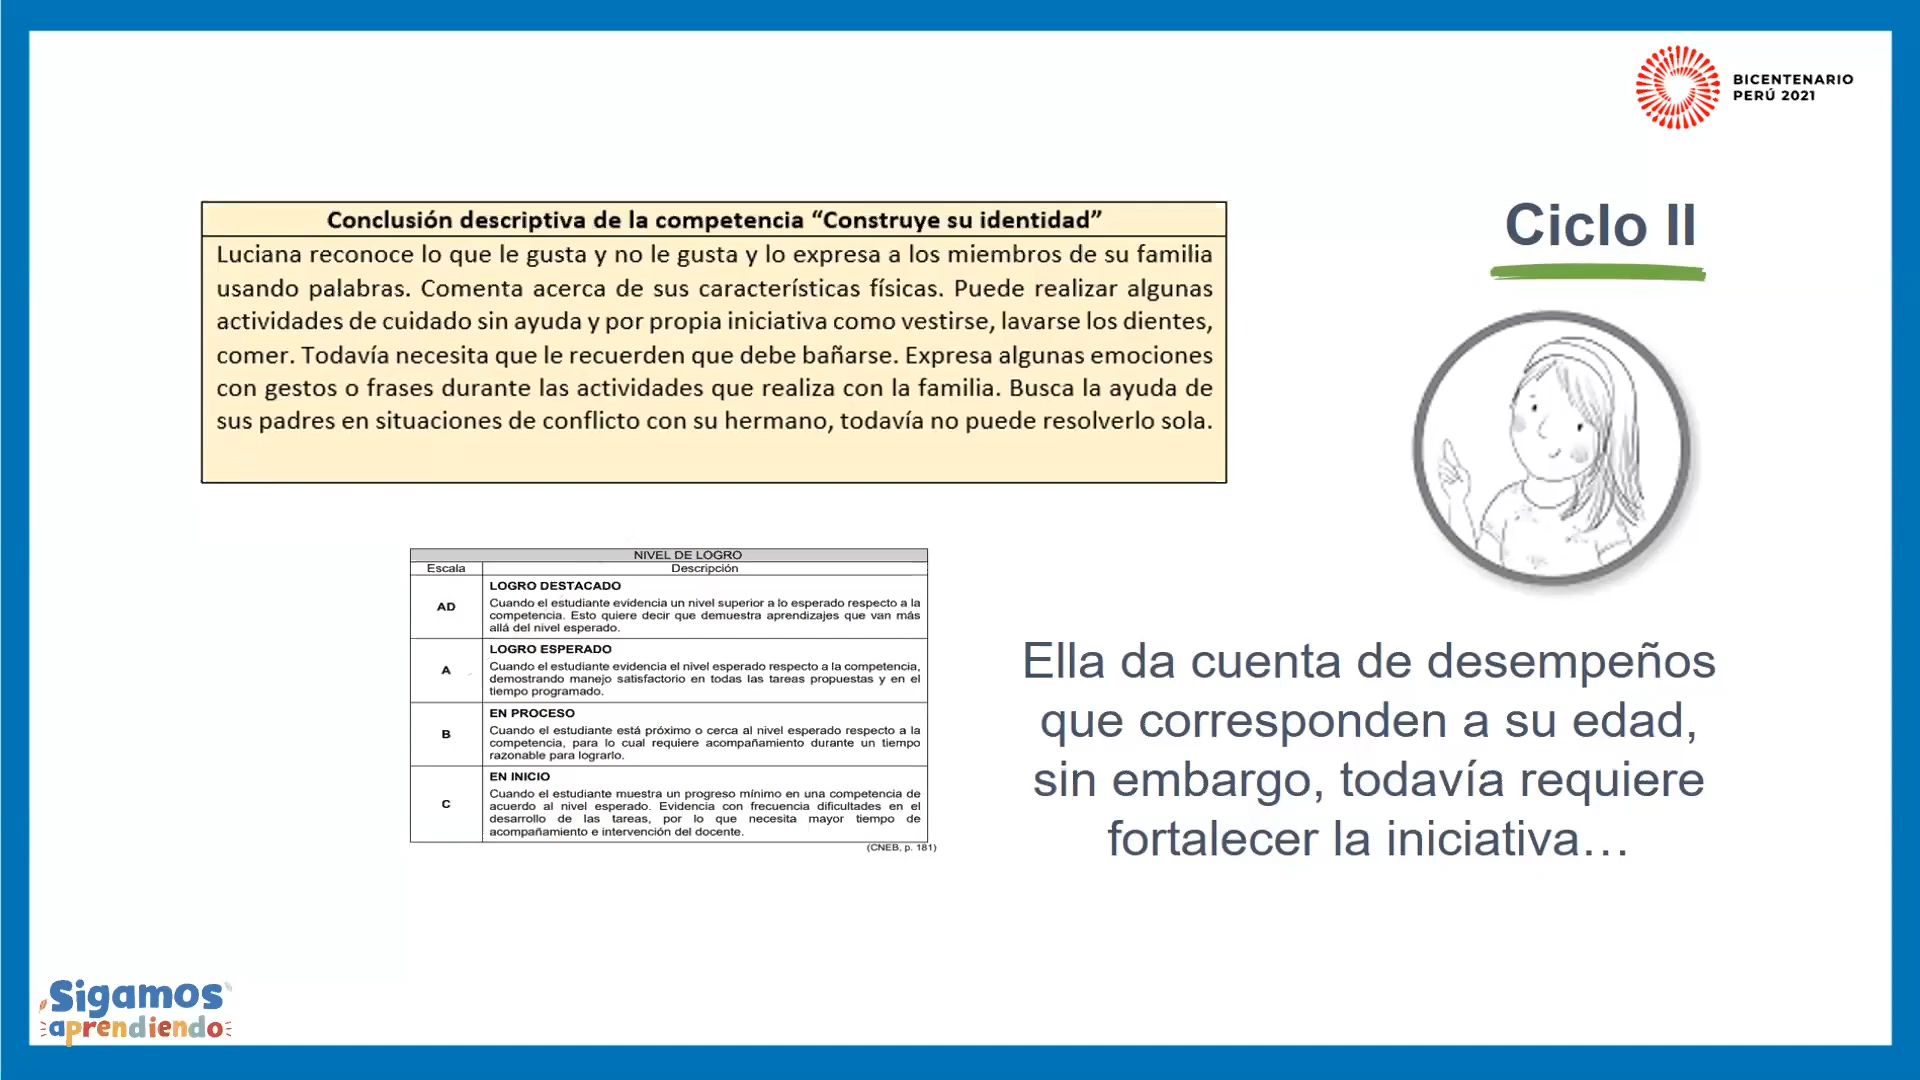 BICENTENARIO
PERÚ 2021
Ciclo II
Conclusión descriptiva de la competencia “Construye su identidad”
Luciana reconoce lo que le gusta y no le gusta y lo expresa a los miembros de su familia
usando palabras. Comenta acerca de sus características físicas. Puede realizar algunas
actividades de cuidado sin ayuda y por propia iniciativa como vestirse, lavarse los dientes,
comer. Todavía necesita que le recuerden que debe bañarse. Expresa algunas emociones
con gestos o frases durante las actividades que realiza con la familia. Busca la ayuda de
sus padres en situaciones de conflicto con su hermano, todavía no puede resolverlo sola.
NIVEL DE LOGRO
Escala Descripción
LOGRO DESTACADO
AD
Cuando el estudiante evidencia un nivel superior a lo esperado respecto a la
competencia. Esto quiere decir que demuestra aprendizajes que van más
allá del nivel esperado.
LOGRO ESPERADO
A
Cuando el estudiante evidencia el nivel esperado respecto a la competencia,
demostrando manejo satisfactorio en todas las tareas propuestas y en el
tiempo programado.
EN PROCESO
B
Cuando el estudiante está próximo o cerca al nivel esperado respecto a la
competencia, para lo cual requiere acompañamiento durante un tiempo
razonable para lograrlo.
EN INICIO
C
Cuando el estudiante muestra un progreso mínimo en una competencia de
acuerdo al nivel esperado. Evidencia con frecuencia dificultades en el
desarrollo de las tareas, por lo que necesita mayor tiempo de
acompañamiento e intervención del docente.
(CNEB, p. 181)
Ella da cuenta de desempeños
que corresponden a su edad,
sin embargo, todavía requiere
fortalecer la iniciativa…
Sigamos
aprendiendo